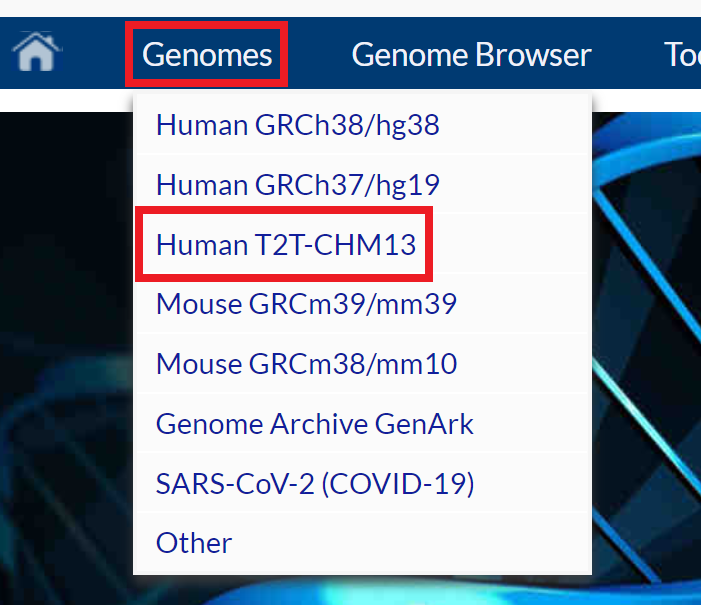 Genomes Genome Browser
Human GRCh38/hg38
Human GRCh37/hg19
Human T2T-CHM13
Mouse GRCm39/mm39
Mouse GRCm38/mm10
Genome Archive GenArk
SARS-CoV-2 (COVID-19)
Other